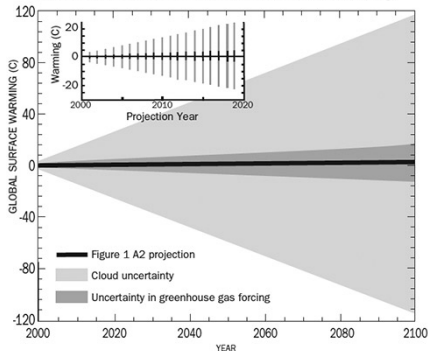 120
80
40
0
-40
-80
-120
GLOBAL SURFACE WARMING (C)
20
0
-20
Warming (C)
2000 2010 2020
Projection Year
Figure 1 A2 projection
Cloud uncertainty
Uncertainty in greenhouse gas forcing
2000 2020 2040 2060 2080 2100
YEAR